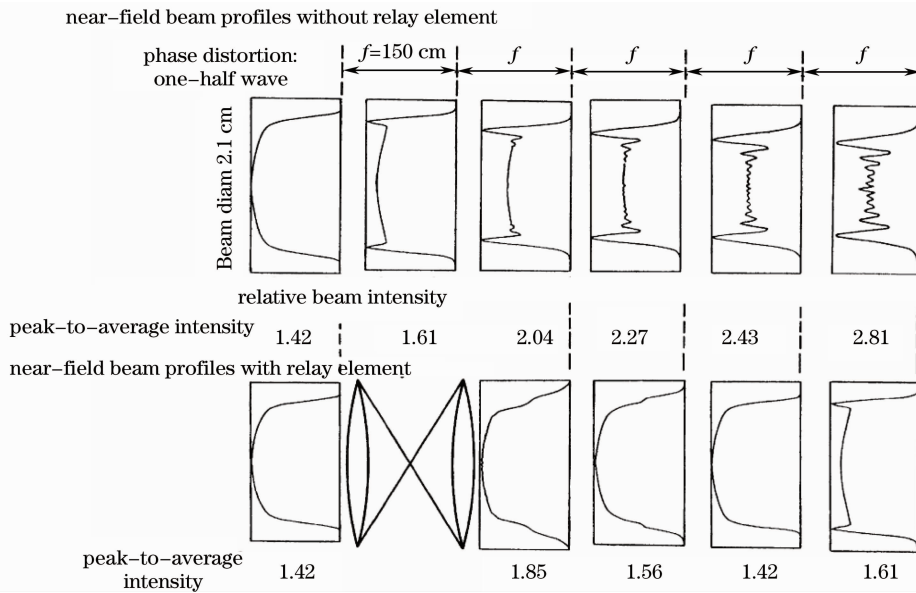 near-field beam profiles without relay element
phase distortion:
one-half wave
f=150 cm
f
f
f
f
Beam diam 2.1 cm
relative beam intensity
peak-to-average intensity
1.42
1.61
2.04
2.27
2.43
2.81
near-field beam profiles with relay element
peak-to-average
intensity
1.42
1.85
1.56
1.42
1.61